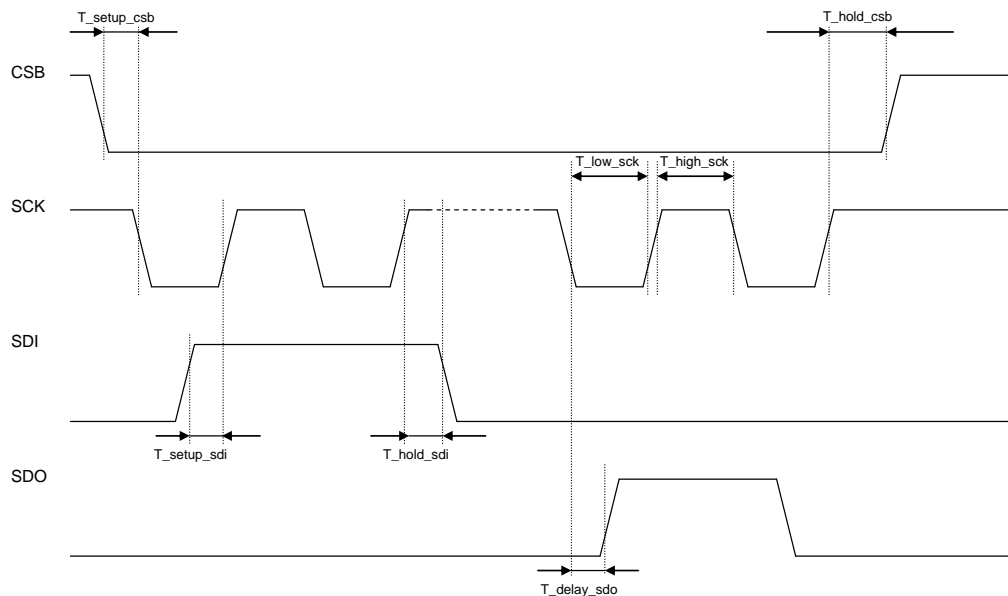 T_setup_csb
T_hold_csb
CSB
T_low_sck
T_high_sck
SCK
SDI
T_setup_sdi
T_hold_sdi
SDO
T_delay_sdo